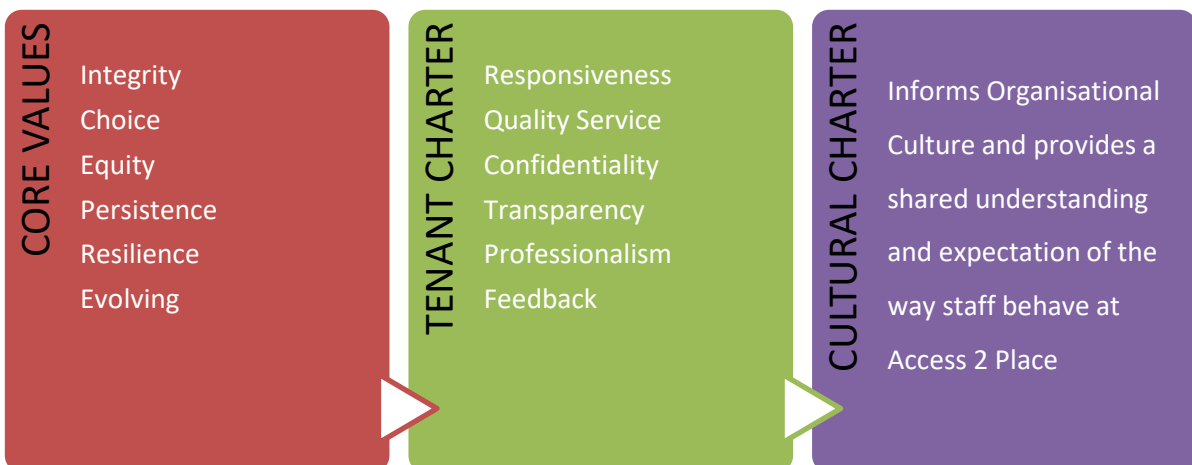 CORE VALUES
Integrity
Choice
Equity
Persistence
Resilience
Evolving
TENANT CHARTER
Responsiveness
Quality Service
Confidentiality
Transparency
Professionalism
Feedback
CULTURAL CHARTER
Informs Organisational
Culture and provides a
shared understanding
and expectation of the
way staff behave at
Access 2 Place